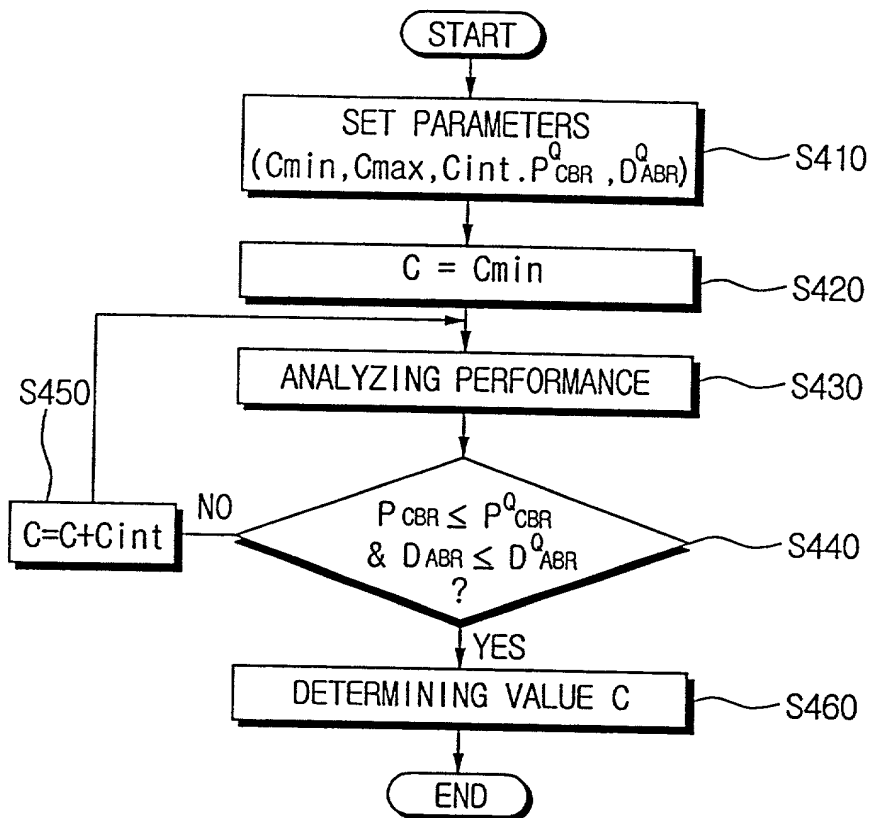 START
SET PARAMETERS
(Cmin,Cmax,Cint.P^Q_CBR ,D^Q_ABR)
S410
C = Cmin
S420
ANALYZING PERFORMANCE
S430
S450
C=C+Cint
NO
P CBR ≤ P^Q_CBR
& D ABR ≤ D^Q_ABR
?
S440
YES
DETERMINING VALUE C
S460
END